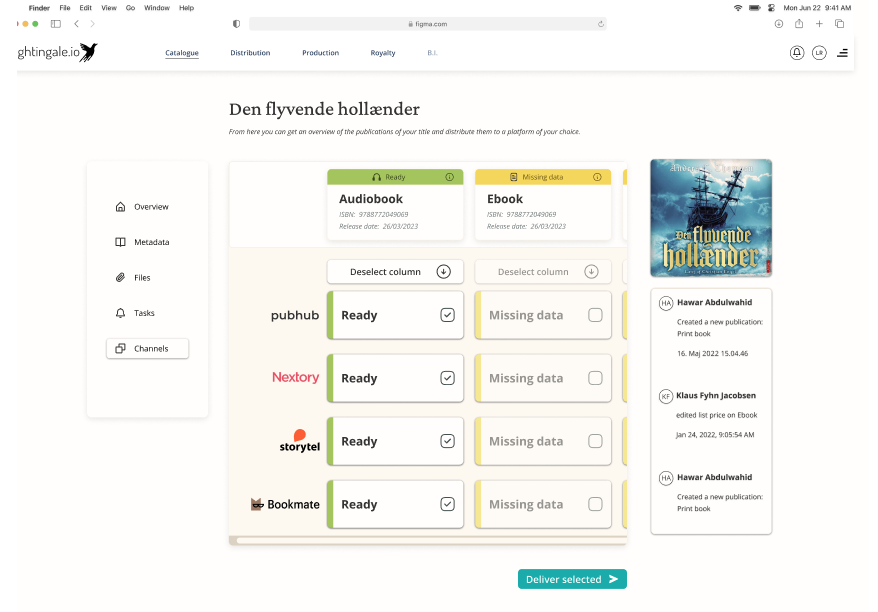 Finder File Edit View Go Window Help
Mon Jun 22 9:41 AM
figma.com
ghtingale.io
Catalogue Distribution Production Royalty B.I.
LR
Den flyvende hollænder
From here you can get an overview of the publications of your title and distribute them to a platform of your choice.
Overview
Metadata
Files
Tasks
Channels
Ready
Audiobook
ISBN: 9788772049069
Release date: 26/03/2023
Missing data
Ebook
ISBN: 9788772049069
Release date: 26/03/2023
Deselect column Deselect column
pubhub Ready Missing data
Nextory Ready Missing data
storytel Ready Missing data
Bookmate Ready Missing data
Deliver selected
Den flyvende
hollænder
HA Hawar Abdulwahid
Created a new publication:
Print book
16. Maj 2022 15.04.46
KF Klaus Fyhn Jacobsen
edited list price on Ebook
Jan 24, 2022, 9:05:54 AM
HA Hawar Abdulwahid
Created a new publication:
Print book